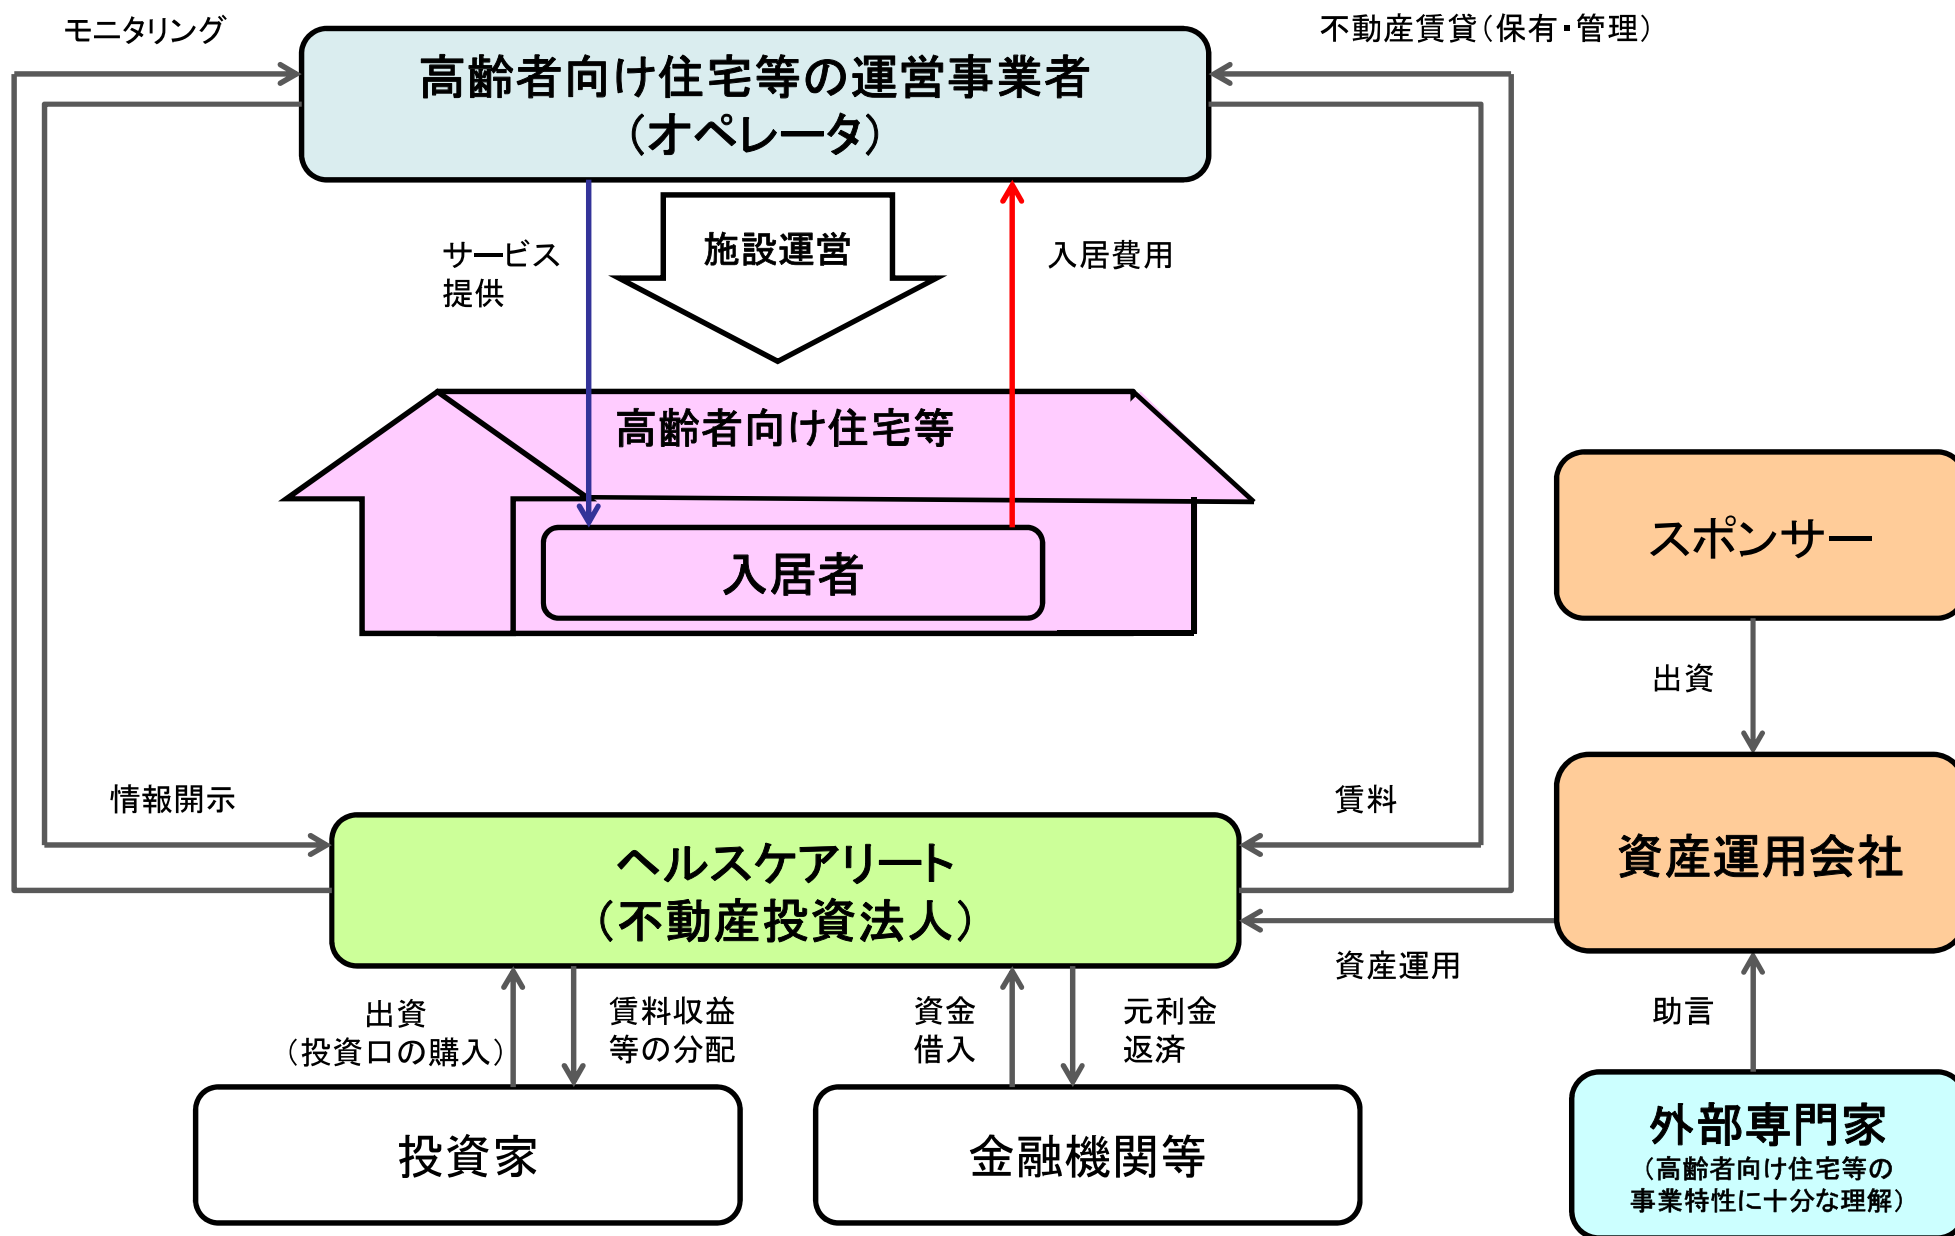 モニタリング
不動産賃貸（保有・管理）
高齢者向け住宅等の運営事業者
（オペレータ）
サービス
提供
施設運営
入居費用
高齢者向け住宅等
入居者
スポンサー
出資
情報開示
賃料
ヘルスケアリート
（不動産投資法人）
資産運用会社
資産運用
出資
（投資口の購入）
賃料収益
等の分配
資金
借入
元利金
返済
助言
投資家
金融機関等
外部専門家
（高齢者向け住宅等の
事業特性に十分な理解）